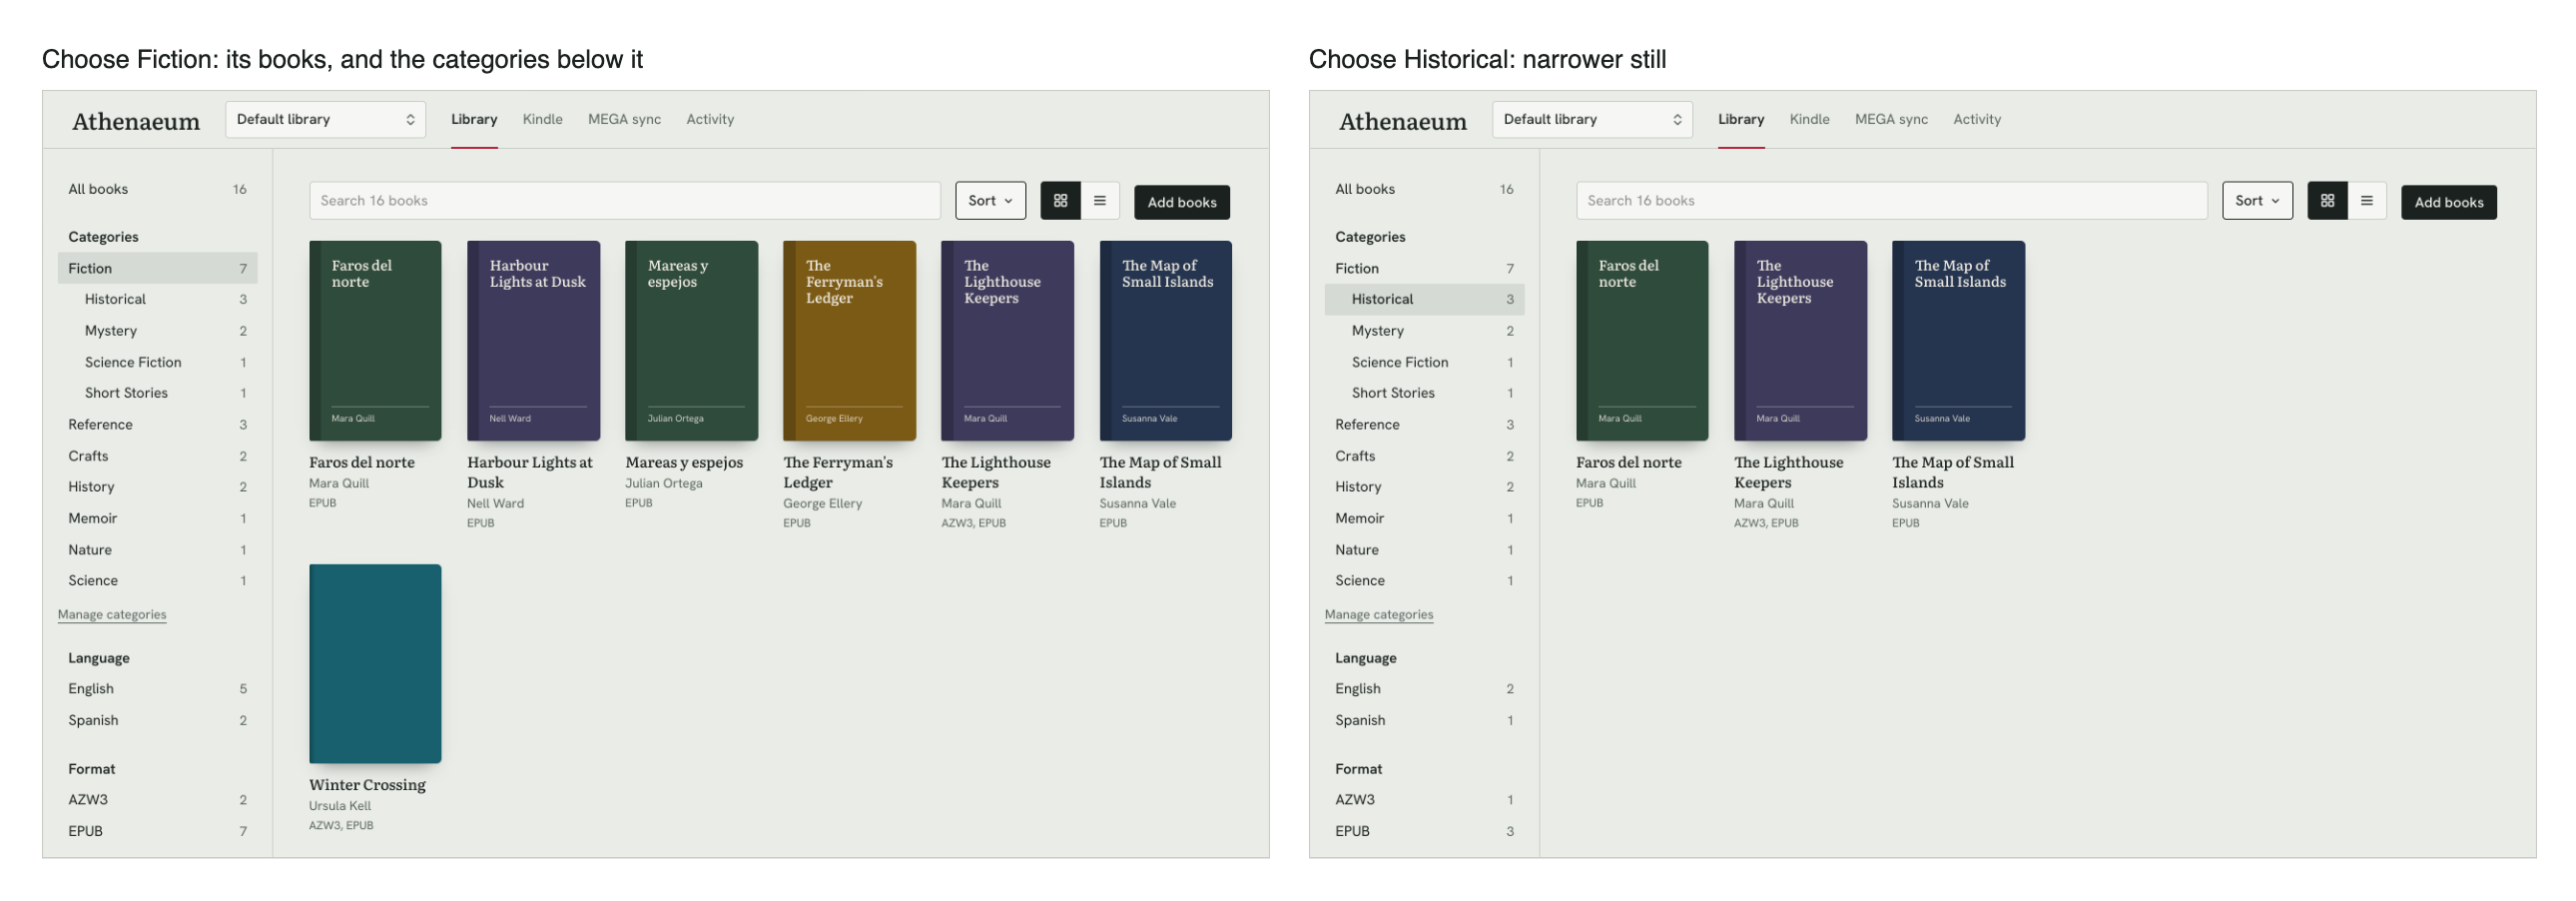 Choose Fiction: its books, and the categories below it
Athenaeum
Default library
Library
Kindle
MEGA sync
Activity
All books 16
Categories
Fiction 7
Historical 3
Mystery 2
Science Fiction 1
Short Stories 1
Reference 3
Crafts 2
History 2
Memoir 1
Nature 1
Science 1
Manage categories
Language
English 5
Spanish 2
Format
AZW3 2
EPUB 7
Search 16 books
Sort
Add books
Faros del
norte
Mara Quill
Faros del norte
Mara Quill
EPUB
Harbour
Lights at Dusk
Nell Ward
Harbour Lights at
Dusk
Nell Ward
EPUB
Mareas y
espejos
Julian Ortega
Mareas y espejos
Julian Ortega
EPUB
The
Ferryman's
Ledger
George Ellery
The Ferryman's
Ledger
George Ellery
EPUB
The
Lighthouse
Keepers
Mara Quill
The Lighthouse
Keepers
Mara Quill
AZW3, EPUB
The Map of
Small Islands
Susanna Vale
The Map of Small
Islands
Susanna Vale
EPUB
Winter Crossing
Ursula Kell
AZW3, EPUB
Choose Historical: narrower still
Athenaeum
Default library
Library
Kindle
MEGA sync
Activity
All books 16
Categories
Fiction 7
Historical 3
Mystery 2
Science Fiction 1
Short Stories 1
Reference 3
Crafts 2
History 2
Memoir 1
Nature 1
Science 1
Manage categories
Language
English 2
Spanish 1
Format
AZW3 1
EPUB 3
Search 16 books
Sort
Add books
Faros del
norte
Mara Quill
Faros del norte
Mara Quill
EPUB
The
Lighthouse
Keepers
Mara Quill
The Lighthouse
Keepers
Mara Quill
AZW3, EPUB
The Map of
Small Islands
Susanna Vale
The Map of Small
Islands
Susanna Vale
EPUB